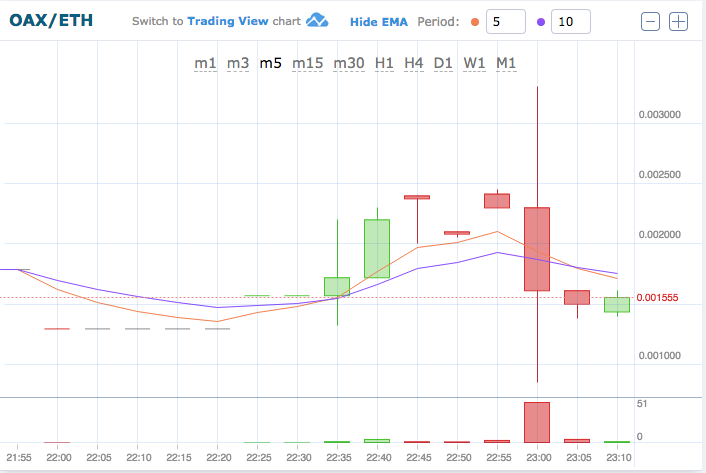 OAX/ETH Switch to Trading View chart Hide EMA Period: 5 10
m1 m3 m5 m15 m30 H1 H4 D1 W1 M1
0.003000
0.002500
0.002000
0.001555
0.001000
51
0
21:55 22:00 22:05 22:10 22:15 22:20 22:25 22:30 22:35 22:40 22:45 22:50 22:55 23:00 23:05 23:10